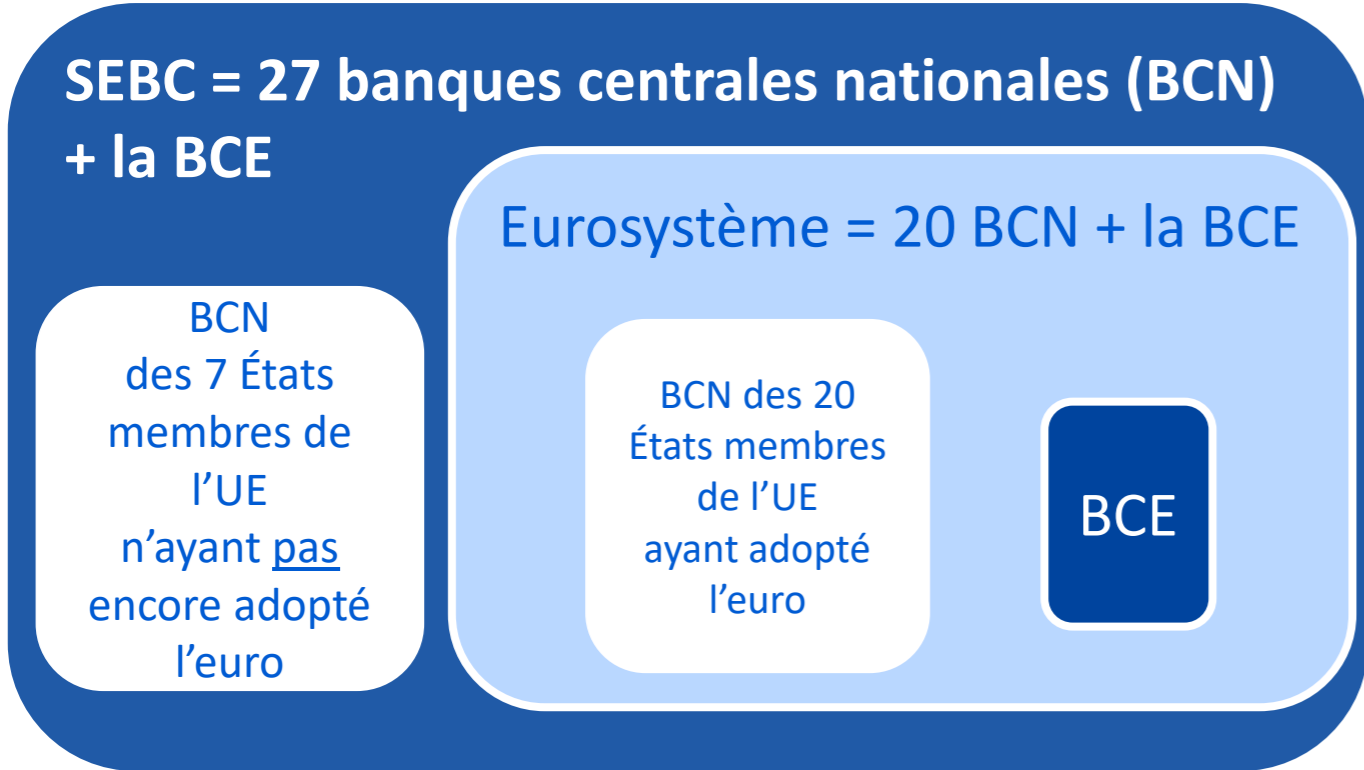 SEBC = 27 banques centrales nationales (BCN)
+ la BCE
Eurosystème = 20 BCN + la BCE
BCN
des 7 États
membres de
l’UE
n’ayant pas
encore adopté
l’euro
BCN des 20
États membres
de l’UE
ayant adopté
l’euro
BCE